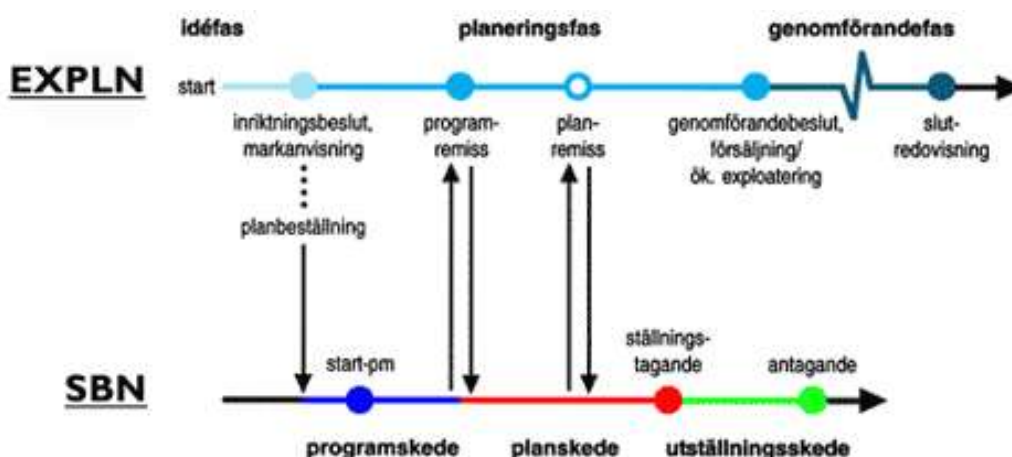 idéfas planeringsfas genomförandefas
EXPLN start
inriktningsbeslut,
markanvisning
program-
remiss
plan-
remiss
genomförandebeslut,
försäljning/
ök. exploatering
slut-
redovisning
planbeställning
start-pm
ställnings-
tagande
antagande
SBN
programskede planskede utställningsskede